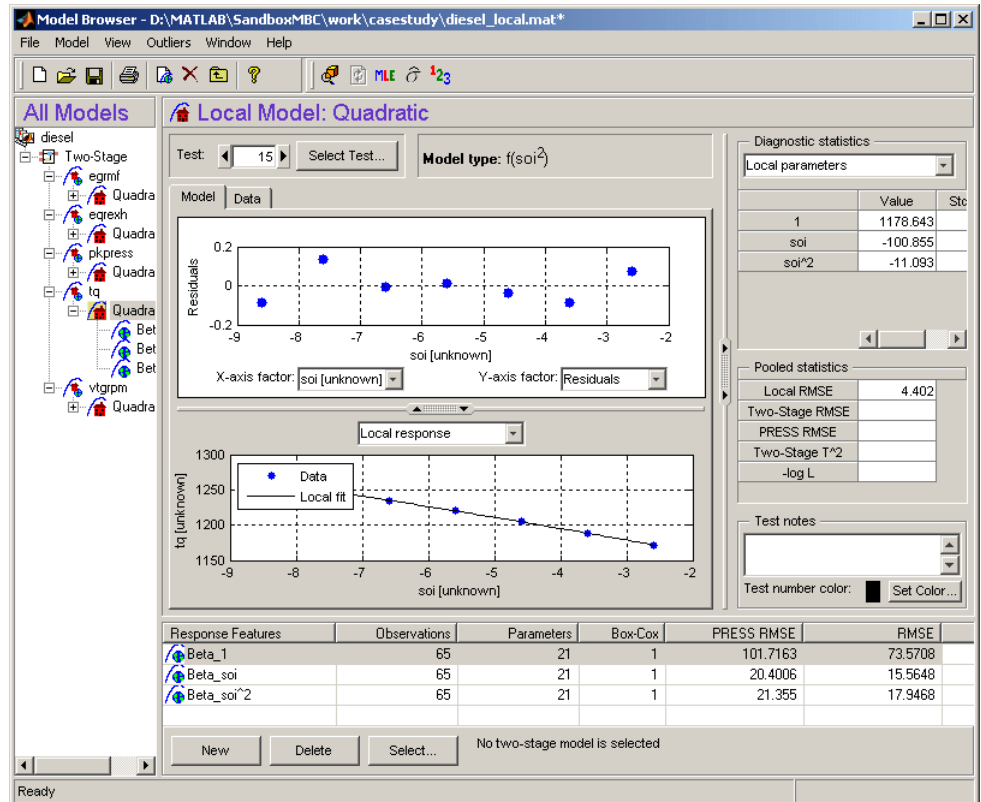 Model Browser - D:\MATLAB\SandboxMBC\work\casestudy\diesel_local.mat*
File Model View Outliers Window Help
MLE σ̂ 123
All Models
diesel
Two-Stage
egrmf
Quadra
eqrexh
Quadra
pkpress
Quadra
tq
Quadra
Bet
Bet
Bet
vtgrpm
Quadra
Local Model: Quadratic
Test: 15 Select Test...
Model type: f(soi^2)
Model Data
Residuals
0.2
0
-0.2
-9 -8 -7 -6 -5 -4 -3 -2
soi [unknown]
X-axis factor: soi [unknown] Y-axis factor: Residuals
Local response
tq [unknown]
1300
1250
1200
1150
Data
Local fit
-9 -8 -7 -6 -5 -4 -3 -2
soi [unknown]
Diagnostic statistics
Local parameters
Value Stc
1 1178.643
soi -100.855
soi^2 -11.093
Pooled statistics
Local RMSE 4.402
Two-Stage RMSE
PRESS RMSE
Two-Stage T^2
-log L
Test notes
Test number color: Set Color...
Response Features Observations Parameters Box-Cox PRESS RMSE RMSE
Beta_1 65 21 1 101.7163 73.5708
Beta_soi 65 21 1 20.4006 15.5648
Beta_soi^2 65 21 1 21.355 17.9468
New Delete Select... No two-stage model is selected
Ready